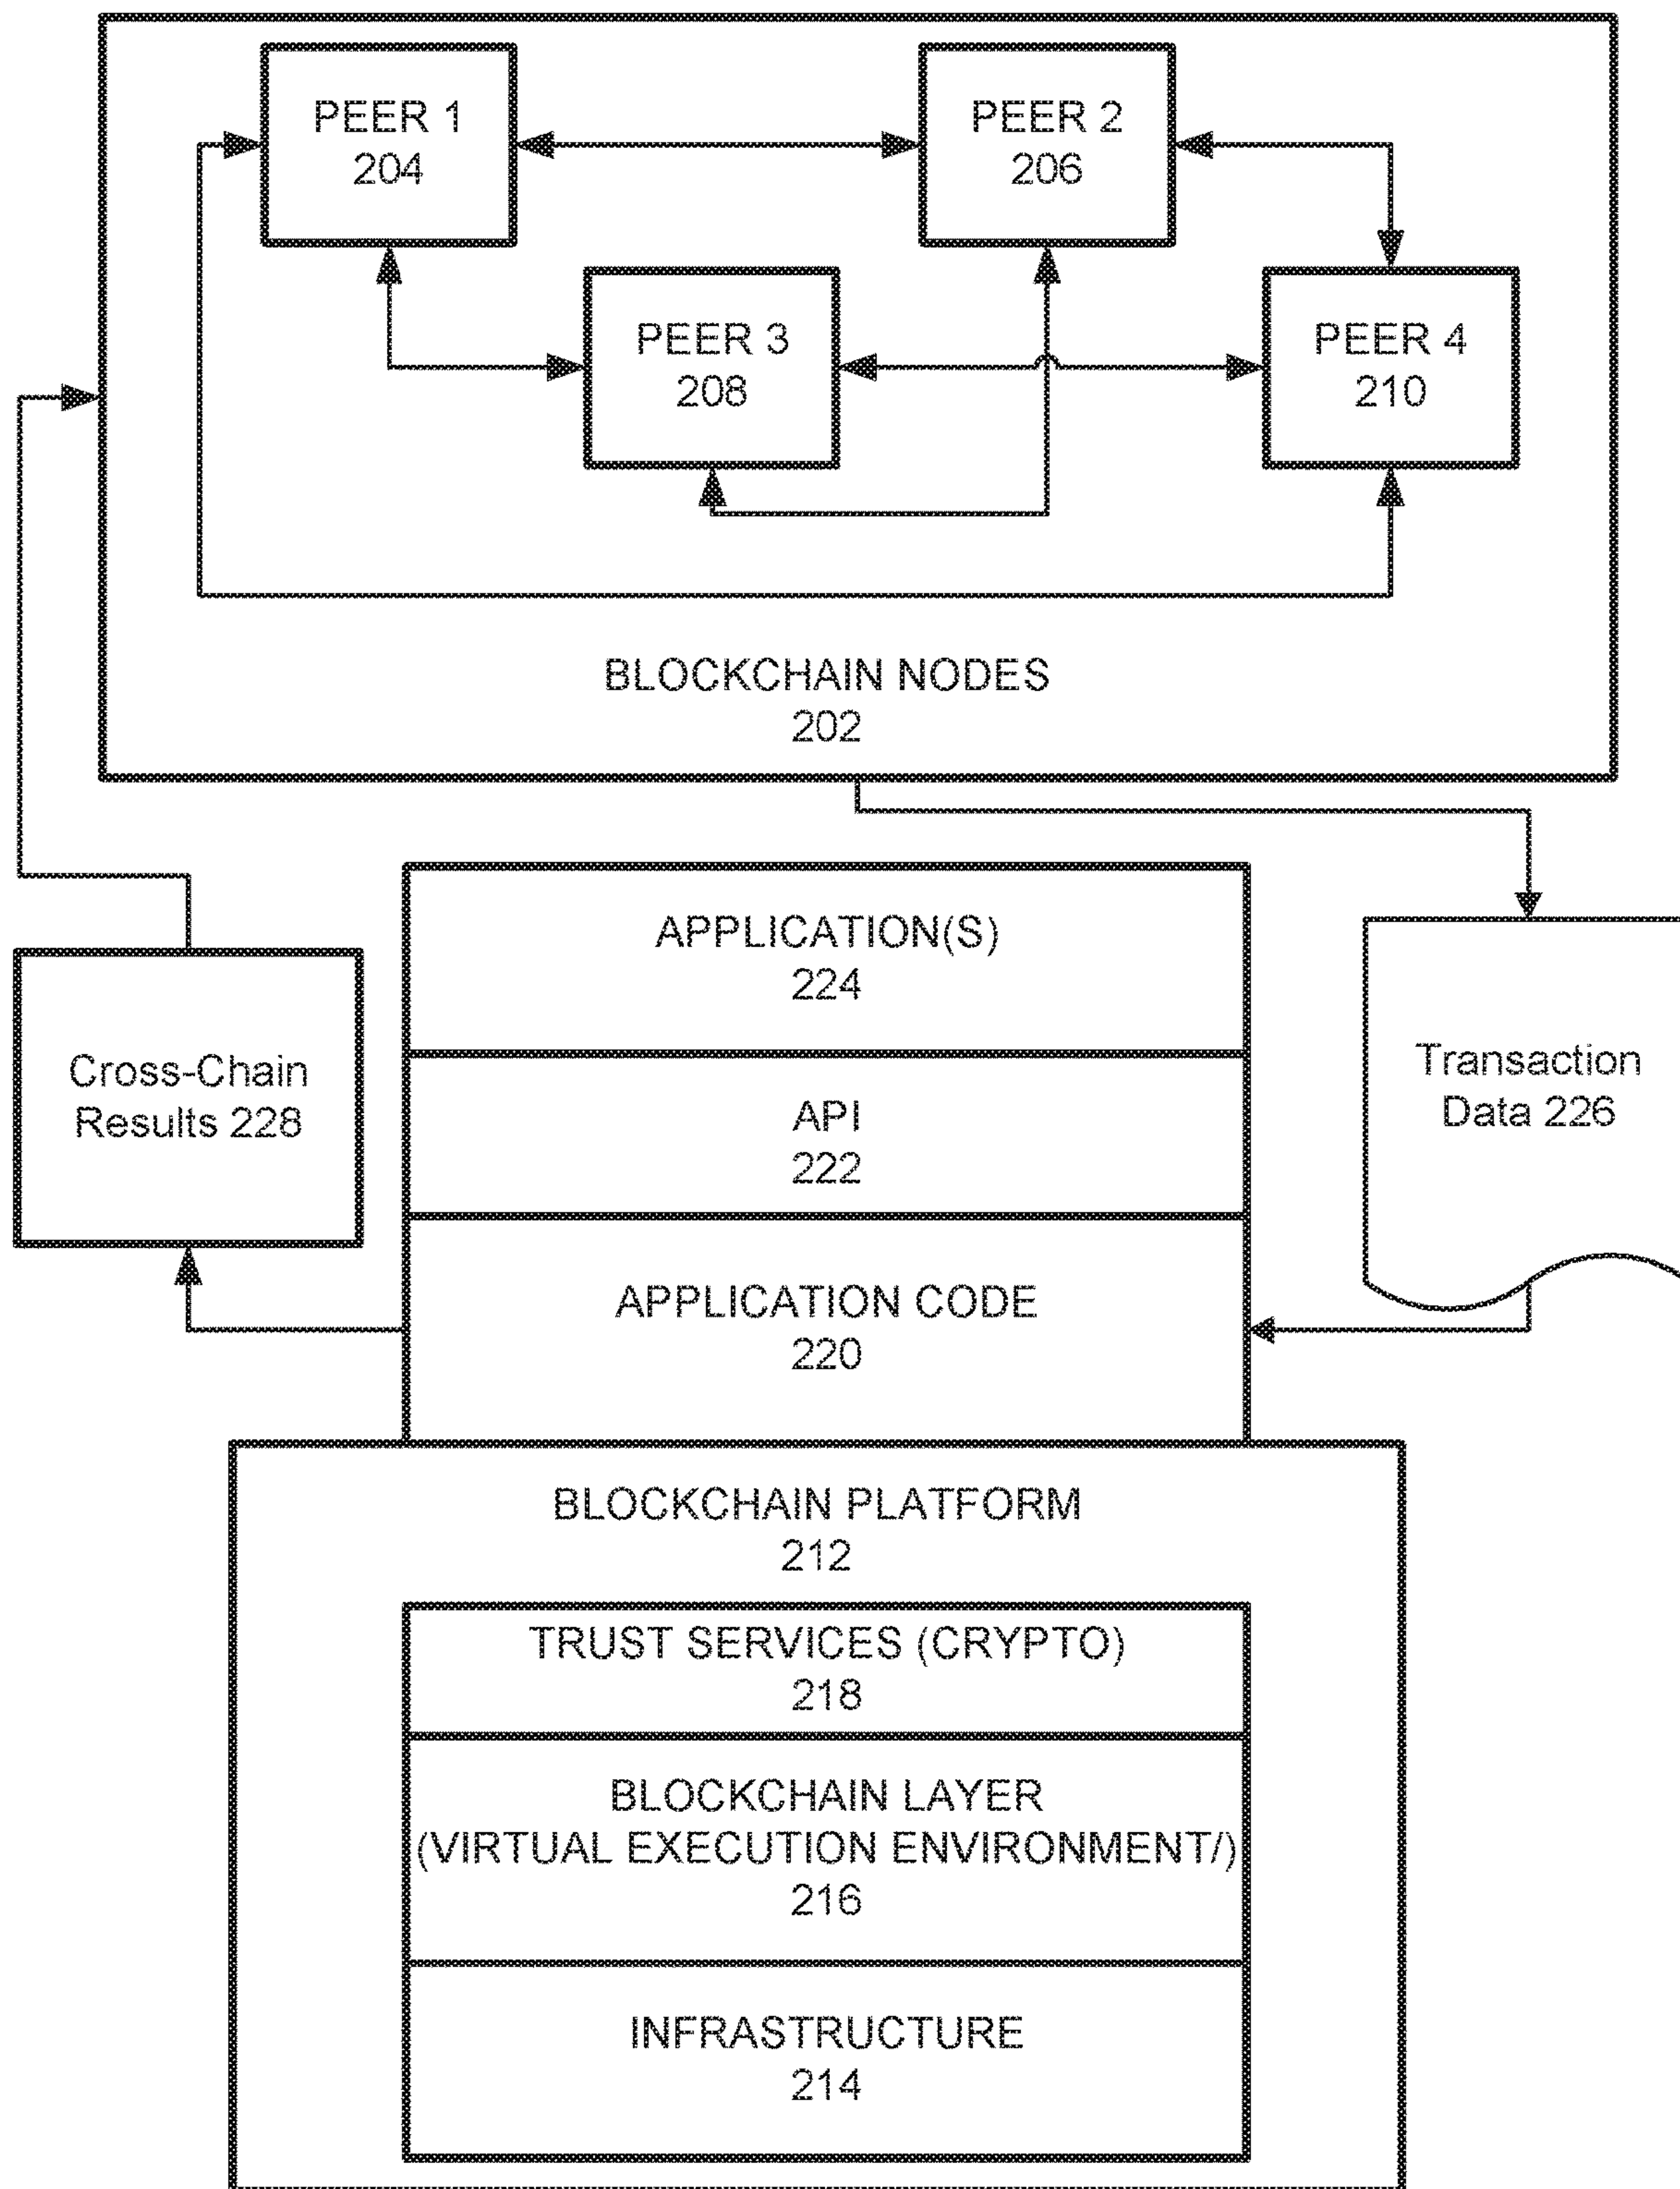 PEER 1
204
PEER 2
206
PEER 3
208
PEER 4
210
BLOCKCHAIN NODES
202
APPLICATION(S)
224
API
222
APPLICATION CODE
220
Cross-Chain
Results 228
Transaction
Data 226
BLOCKCHAIN PLATFORM
212
TRUST SERVICES (CRYPTO)
218
BLOCKCHAIN LAYER
(VIRTUAL EXECUTION ENVIRONMENT/)
216
INFRASTRUCTURE
214